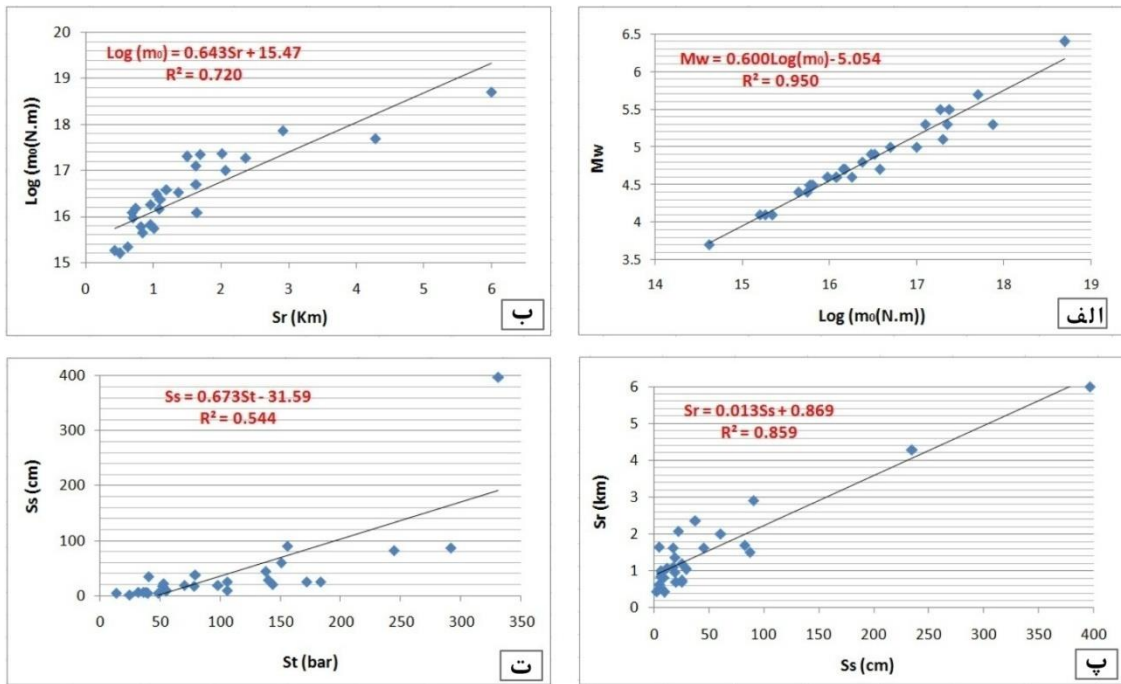 Log (m₀) = 0.643Sr + 15.47
R² = 0.720
Log (m₀(N.m))
20
19
18
17
16
15
0 1 2 3 4 5 6
Sr (Km)
ب
Mw = 0.600Log(m₀) - 5.054
R² = 0.950
Mw
6.5
6
5.5
5
4.5
4
3.5
14 15 16 17 18 19
Log (m₀(N.m))
الف
Ss = 0.673St - 31.59
R² = 0.544
Ss (cm)
400
300
200
100
0
0 50 100 150 200 250 300 350
St (bar)
ت
Sr = 0.013Ss + 0.869
R² = 0.859
Sr (km)
6
5
4
3
2
1
0
0 50 100 150 200 250 300 350 400
Ss (cm)
پ